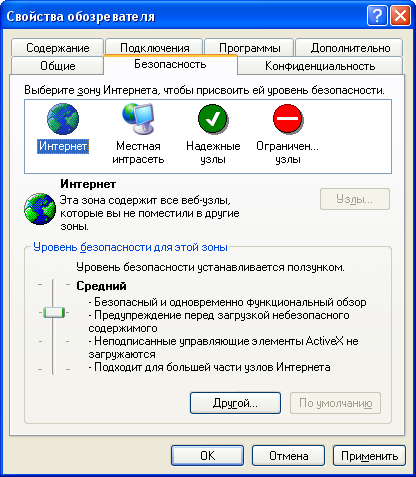 Свойства обозревателя
Содержание Подключения Программы Дополнительно
Общие Безопасность Конфиденциальность
Выберите зону Интернета, чтобы присвоить ей уровень безопасности.
Интернет Местная интрасеть Надежные узлы Ограничен... узлы
Интернет
Эта зона содержит все веб-узлы,
которые вы не поместили в другие
зоны.
Узлы...
Уровень безопасности для этой зоны
Уровень безопасности устанавливается ползунком.
Средний
- Безопасный и одновременно функциональный обзор
- Предупреждение перед загрузкой небезопасного
содержимого
- Неподписанные управляющие элементы ActiveX не
загружаются
- Подходит для большей части узлов Интернета
Другой... По умолчанию
OK Отмена Применить